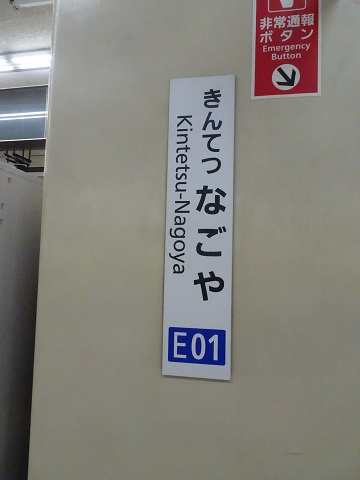 非常通報
ボタン
Emergency
Button
きんてつなごや
Kintetsu-Nagoya
E01